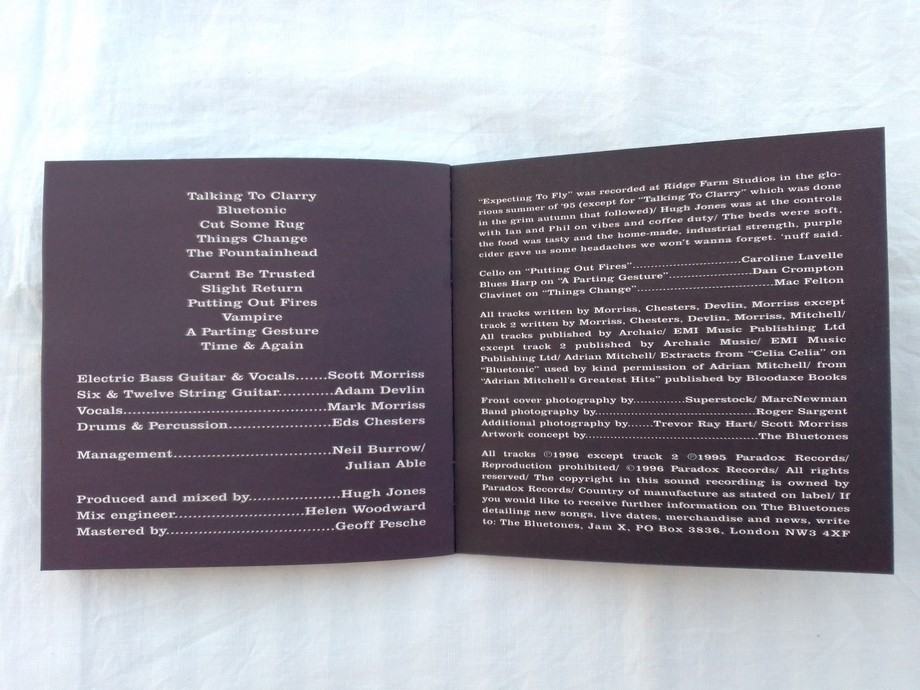 Talking To Clarry
Bluetonic
Cut Some Rug
Things Change
The Fountainhead
Carnt Be Trusted
Slight Return
Putting Out Fires
Vampire
A Parting Gesture
Time & Again
Electric Bass Guitar & Vocals.......Scott Morriss
Six & Twelve String Guitar............Adam Devlin
Vocals............................................Mark Morriss
Drums & Percussion......................Eds Chesters
Management..................................Neil Burrow/
Julian Able
Produced and mixed by....................Hugh Jones
Mix engineer............................Helen Woodward
Mastered by....................................Geoff Pesche
"Expecting To Fly" was recorded at Ridge Farm Studios in the glo-
rious summer of '95 (except for "Talking To Clarry" which was done
in the grim autumn that followed)/ Hugh Jones was at the controls
with Ian and Phil on vibes and coffee duty/ The beds were soft,
the food was tasty and the home-made, industrial strength, purple
cider gave us some headaches we won't wanna forget. 'nuff said.
Cello on "Putting Out Fires"........................Caroline Lavelle
Blues Harp on "A Parting Gesture"..................Dan Crompton
Clavinet on "Things Change"........................Mac Felton
All tracks written by Morriss, Chesters, Devlin, Morriss except
track 2 written by Morriss, Chesters, Devlin, Morriss, Mitchell/
All tracks published by Archaic/ EMI Music Publishing Ltd
except track 2 published by Archaic Music/ EMI Music
Publishing Ltd/ Adrian Mitchell/ Extracts from "Celia Celia" on
"Bluetonic" used by kind permission of Adrian Mitchell/ from
"Adrian Mitchell's Greatest Hits" published by Bloodaxe Books
Front cover photography by............Superstock/ MarcNewman
Band photography by.....................................Roger Sargent
Additional photography by......Trevor Ray Hart/ Scott Morriss
Artwork concept by.......................................The Bluetones
All tracks ℗1996 except track 2 ℗1995 Paradox Records/
Reproduction prohibited/ ©1996 Paradox Records/ All rights
reserved/ The copyright in this sound recording is owned by
Paradox Records/ Country of manufacture as stated on label/ If
you would like to receive further information on The Bluetones
detailing new songs, live dates, merchandise and news, write
to: The Bluetones, Jam X, PO Box 3836, London NW3 4XF